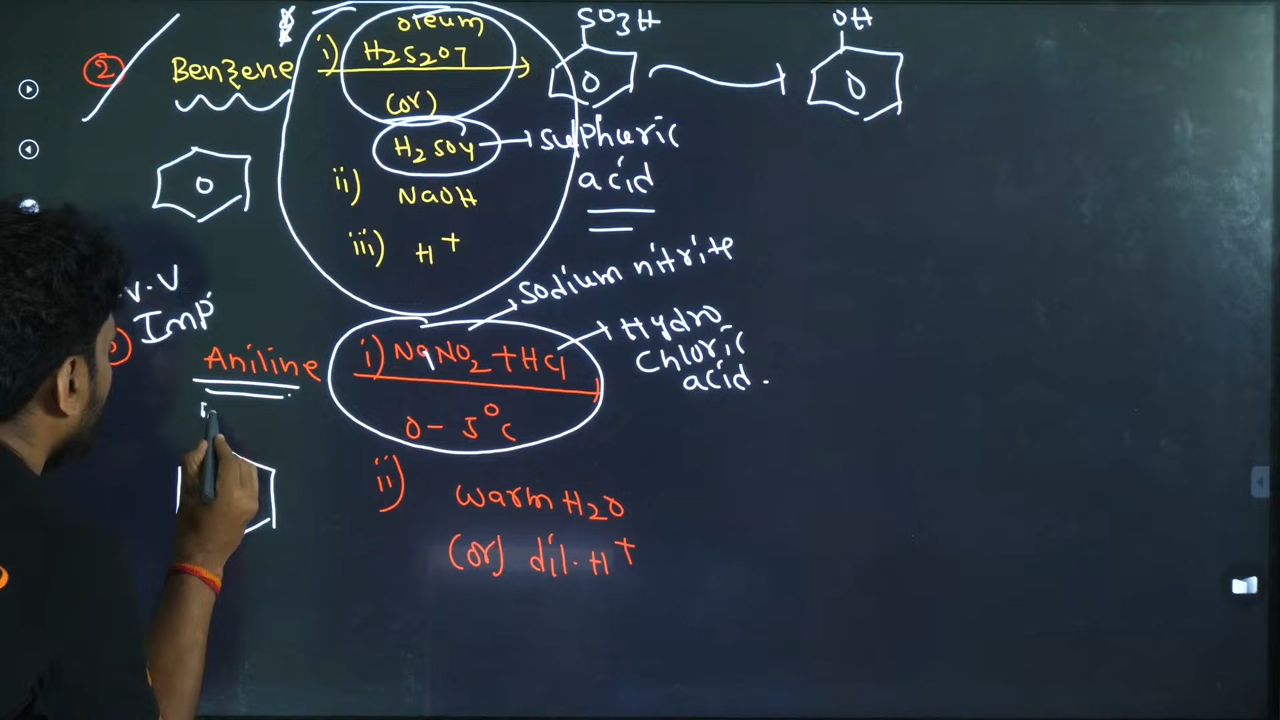 ②
Benzene
i) oleum
H2S2O7
(or)
H2SO4
ii) NaOH
iii) H+
SO3H
OH
sulphuric
acid
sodium nitrite
V.V
Imp
Aniline
i) NaNO2 + HCl
0 - 5°C
Hydro
Chloric
acid.
ii) warm H2O
(or) dil. H+